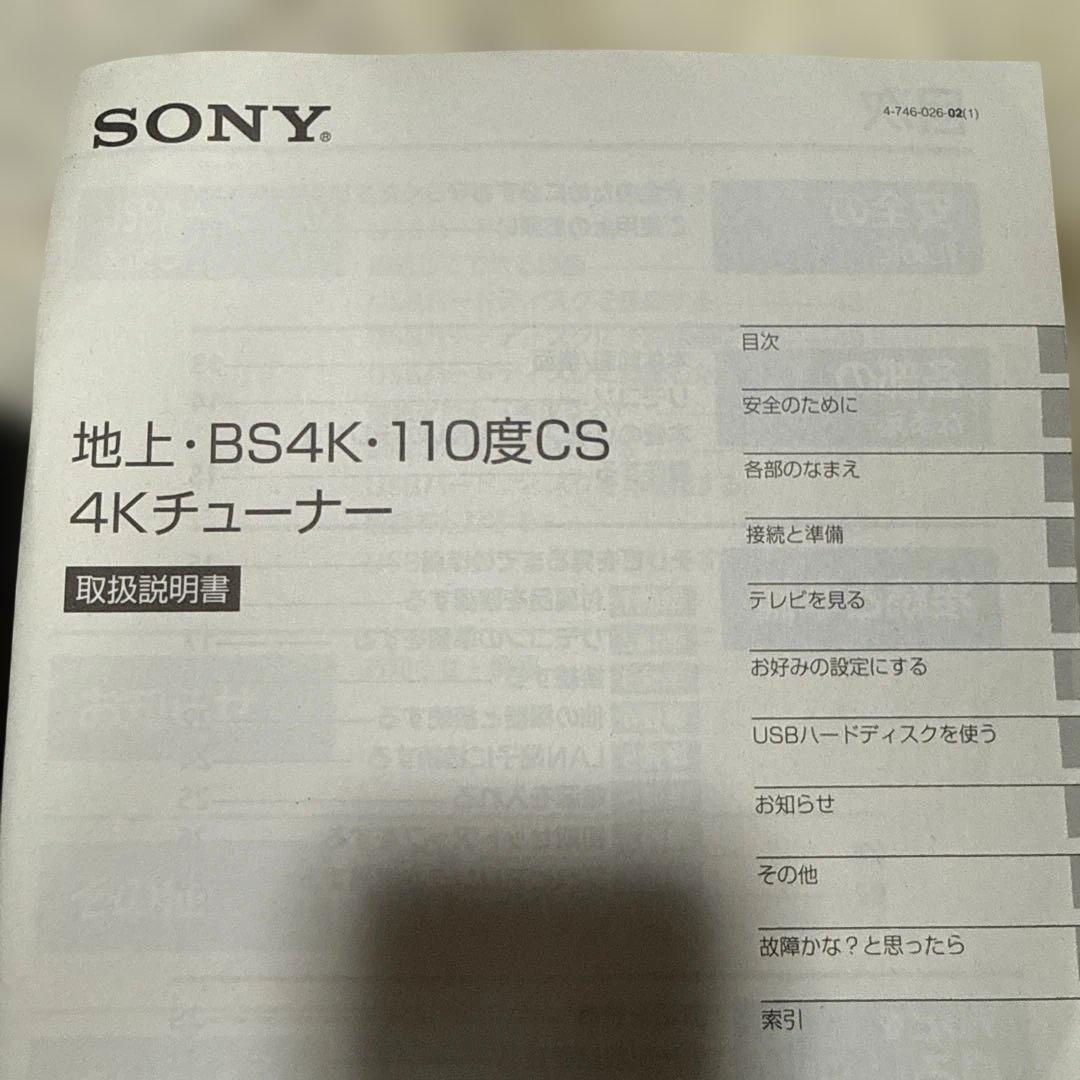 SONY®
4-746-026-02(1)
地上・BS4K・110度CS
4Kチューナー
取扱説明書
目次
安全のために
各部のなまえ
接続と準備
テレビを見る
お好みの設定にする
USBハードディスクを使う
お知らせ
その他
故障かな？と思ったら
索引